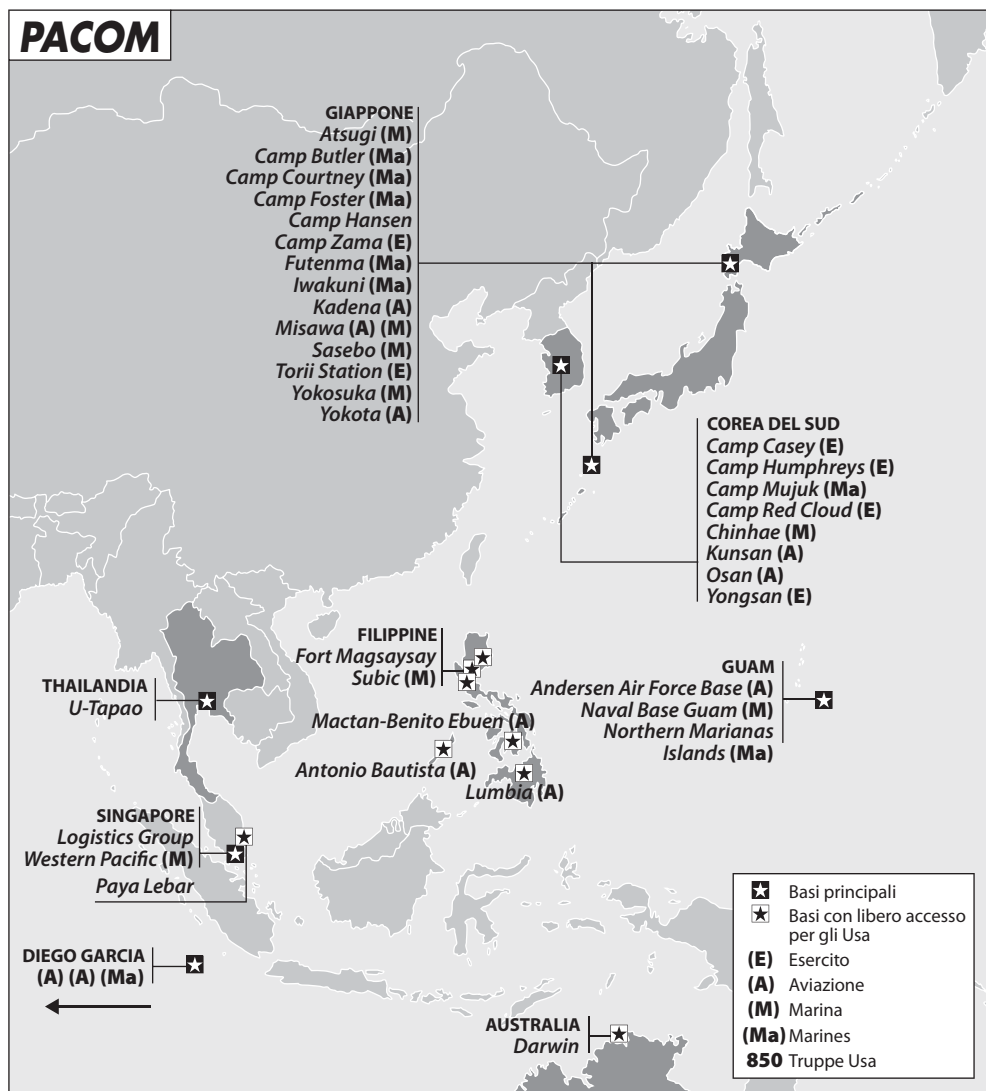 PACOM
GIAPPONE
Atsugi (M)
Camp Butler (Ma)
Camp Courtney (Ma)
Camp Foster (Ma)
Camp Hansen
Camp Zama (E)
Futenma (Ma)
Iwakuni (Ma)
Kadena (A)
Misawa (A) (M)
Sasebo (M)
Torii Station (E)
Yokosuka (M)
Yokota (A)
COREA DEL SUD
Camp Casey (E)
Camp Humphreys (E)
Camp Mujuk (Ma)
Camp Red Cloud (E)
Chinhae (M)
Kunsan (A)
Osan (A)
Yongsan (E)
FILIPPINE
Fort Magsaysay
Subic (M)
Mactan-Benito Ebuen (A)
Antonio Bautista (A)
Lumbia (A)
GUAM
Andersen Air Force Base (A)
Naval Base Guam (M)
Northern Marianas
Islands (Ma)
THAILANDIA
U-Tapao
SINGAPORE
Logistics Group
Western Pacific (M)
Paya Lebar
DIEGO GARCIA
(A) (A) (Ma)
AUSTRALIA
Darwin
Basi principali
Basi con libero accesso
per gli Usa
(E) Esercito
(A) Aviazione
(M) Marina
(Ma) Marines
850 Truppe Usa